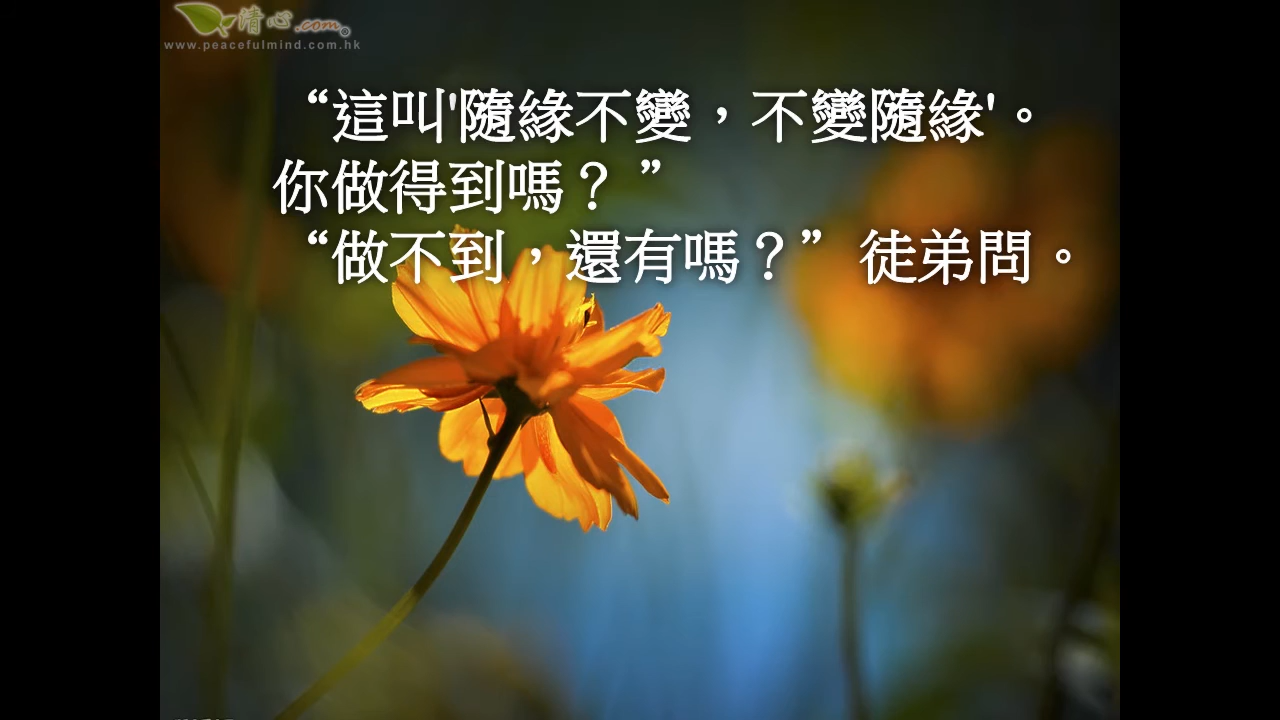 清心.com
www.peacefulmind.com.hk
“這叫'隨緣不變，不變隨緣'。
你做得到嗎？”
“做不到，還有嗎？”徒弟問。